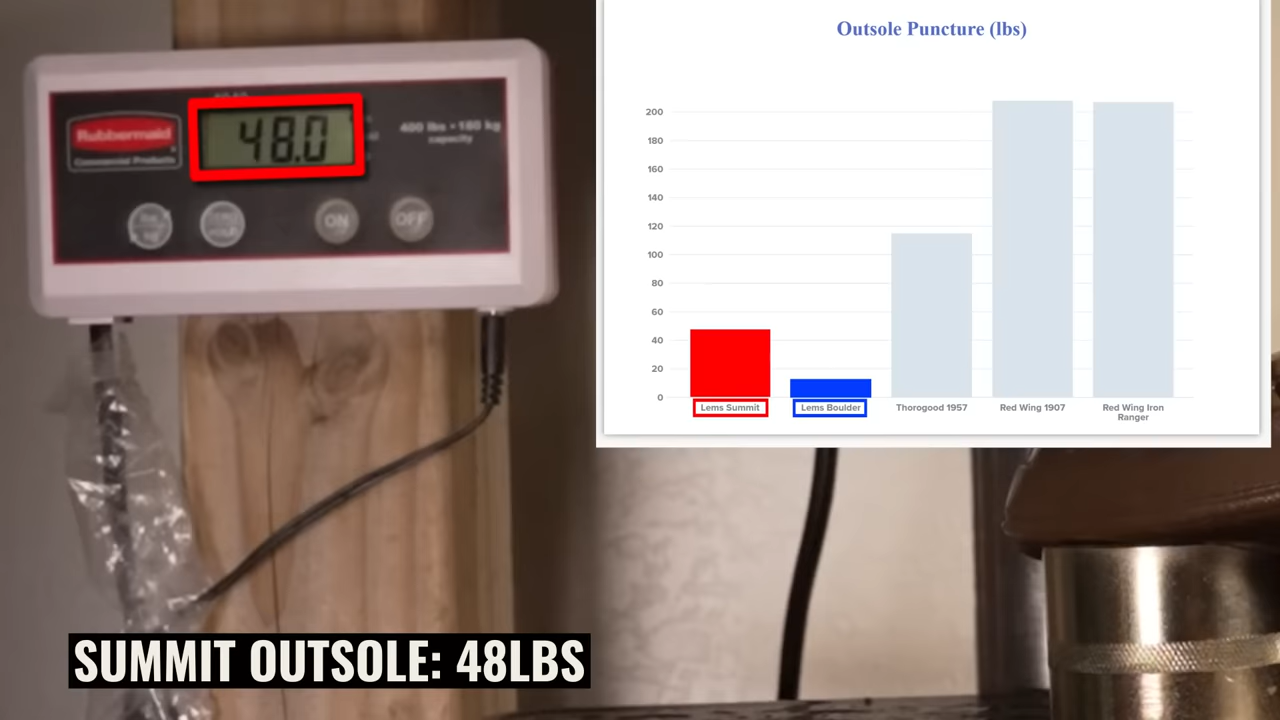 Rubbermaid
Commercial Products
48.0
400 lbs • 180 kg
capacity
ON
OFF
SUMMIT OUTSOLE: 48LBS
Outsole Puncture (lbs)
200
180
160
140
120
100
80
60
40
20
0
Lems Summit
Lems Boulder
Thorogood 1957
Red Wing 1907
Red Wing Iron
Ranger